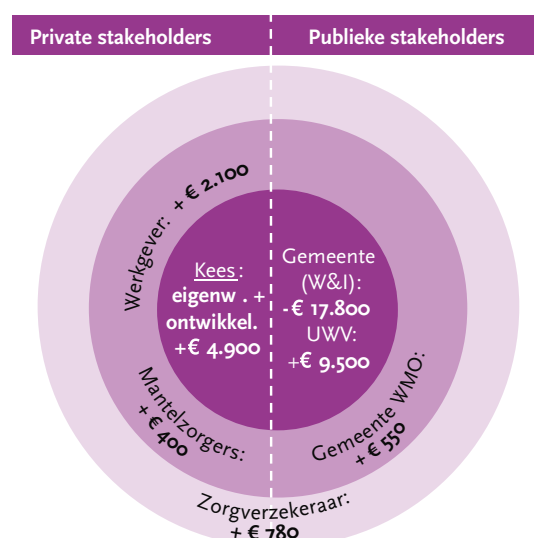 Private stakeholders
Publieke stakeholders
Werkgever: + € 2.100
Kees:
eigenw . +
ontwikkel.
+€ 4.900
Gemeente
(W&I):
-€ 17.800
UWV:
+€ 9.500
Mantelzorgers:
+ € 400
Gemeente WMO:
+ € 550
Zorgverzekeraar:
+ € 780